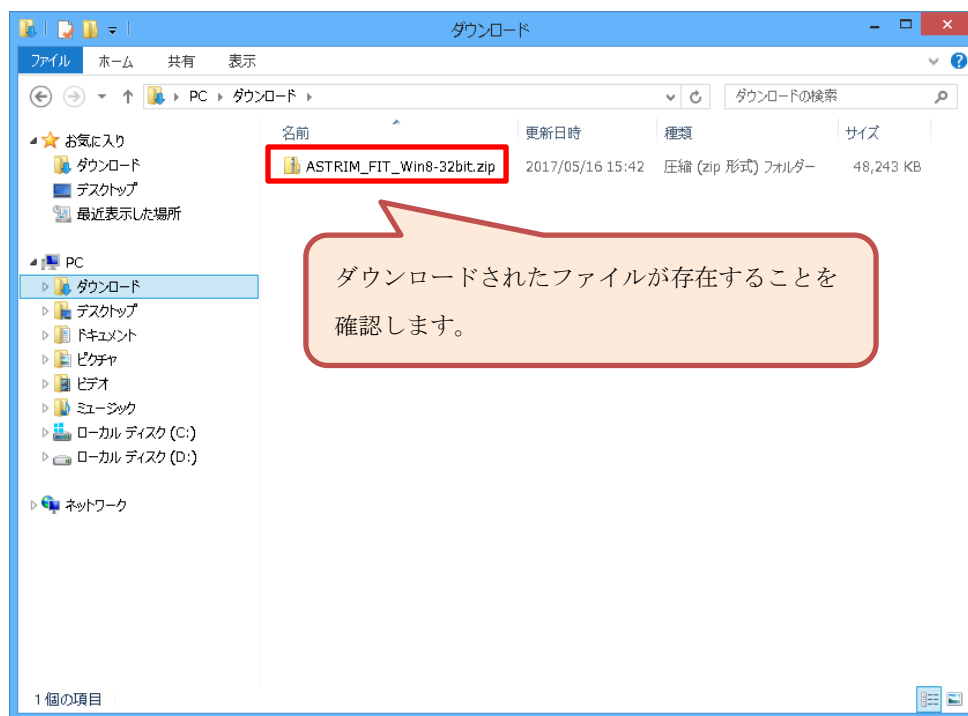 ダウンロード
ファイル ホーム 共有 表示
PC ダウンロード ダウンロードの検索
名前 更新日時 種類 サイズ
ASTRIM_FIT_Win8-32bit.zip 2017/05/16 15:42 圧縮 (zip 形式) フォルダー 48,243 KB
お気に入り
ダウンロード
デスクトップ
最近表示した場所
PC
ダウンロード
デスクトップ
ドキュメント
ピクチャ
ビデオ
ミュージック
ローカル ディスク (C:)
ローカル ディスク (D:)
ネットワーク
ダウンロードされたファイルが存在することを
確認します。
1 個の項目